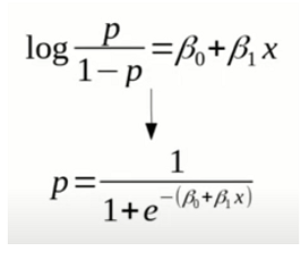 log p/(1−p) = β₀+β₁x
p = 1/(1+e^−(β₀+β₁x))